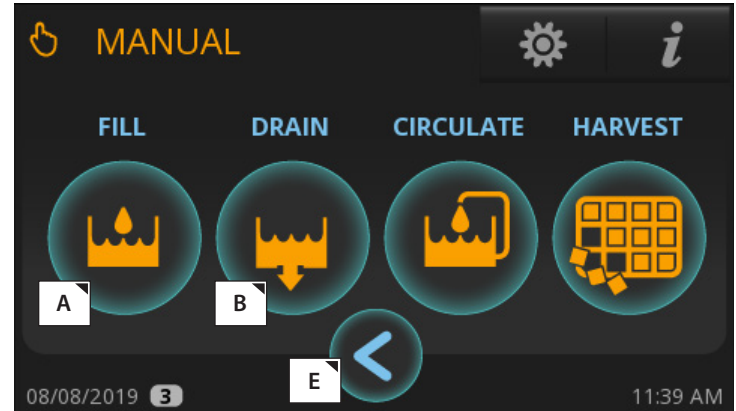 MANUAL i
FILL DRAIN CIRCULATE HARVEST
A B
E
08/08/2019 3 11:39 AM